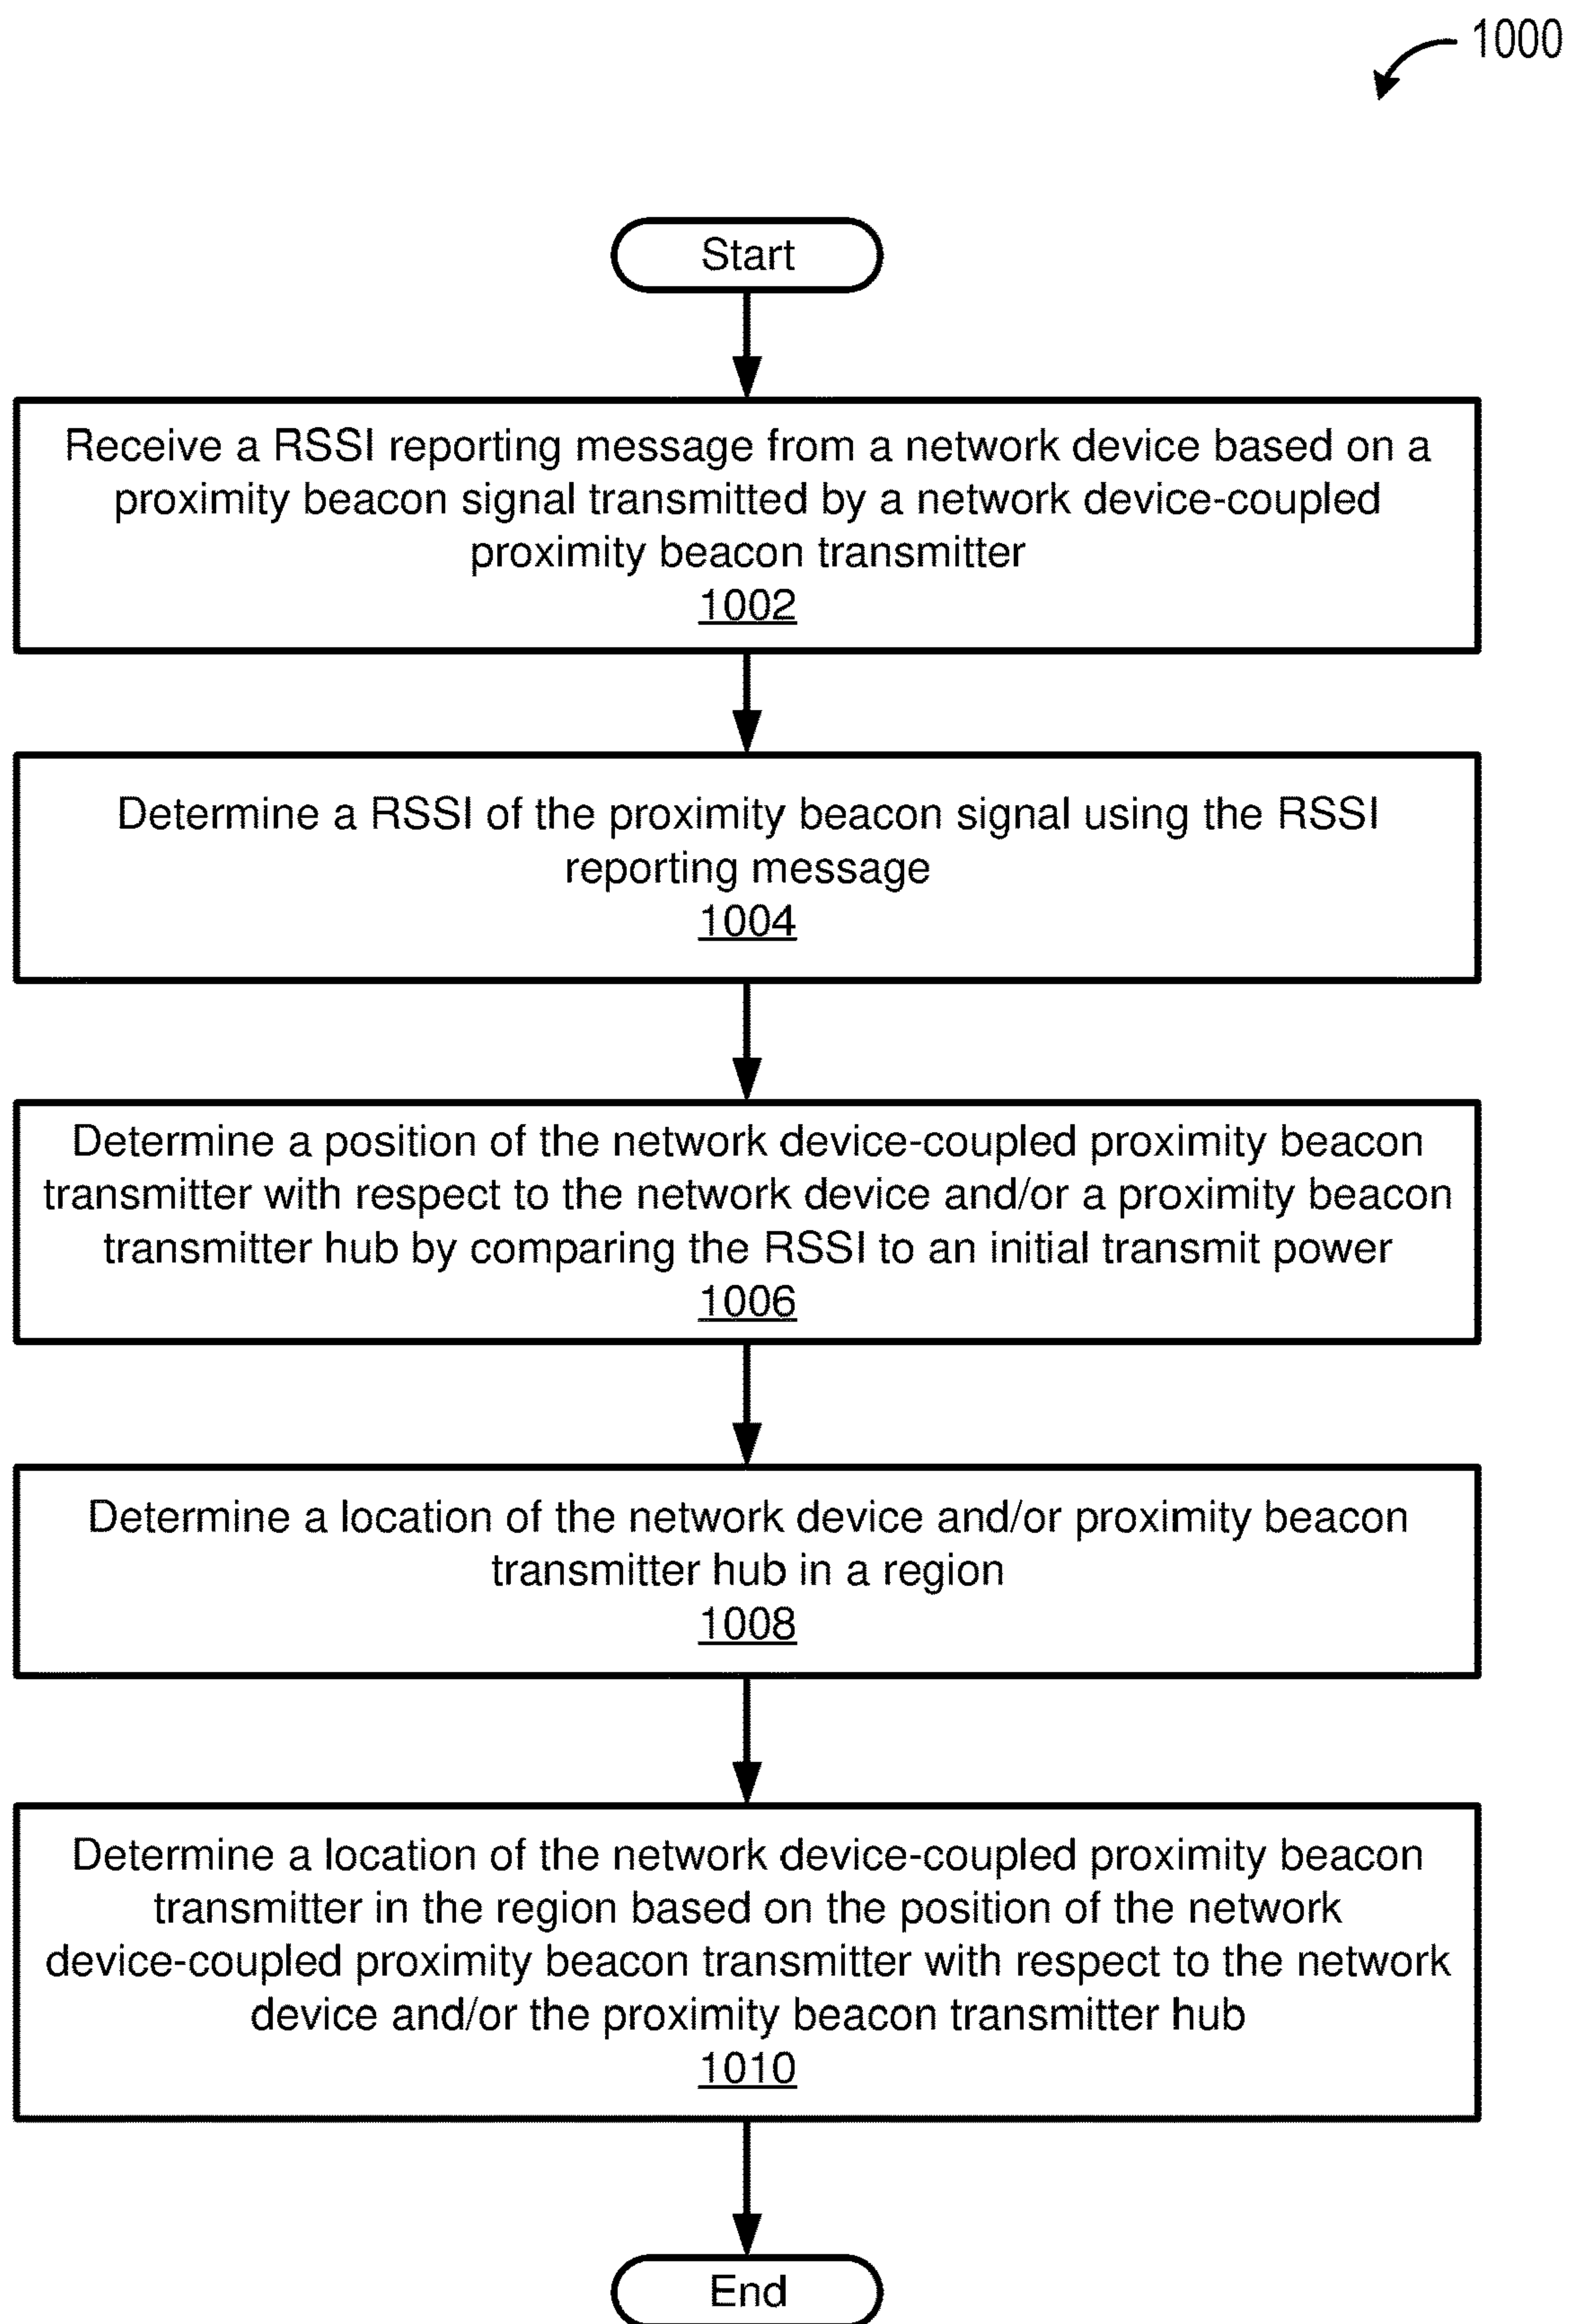 1000
Start
Receive a RSSI reporting message from a network device based on a
proximity beacon signal transmitted by a network device-coupled
proximity beacon transmitter
1002
Determine a RSSI of the proximity beacon signal using the RSSI
reporting message
1004
Determine a position of the network device-coupled proximity beacon
transmitter with respect to the network device and/or a proximity beacon
transmitter hub by comparing the RSSI to an initial transmit power
1006
Determine a location of the network device and/or proximity beacon
transmitter hub in a region
1008
Determine a location of the network device-coupled proximity beacon
transmitter in the region based on the position of the network
device-coupled proximity beacon transmitter with respect to the network
device and/or the proximity beacon transmitter hub
1010
End